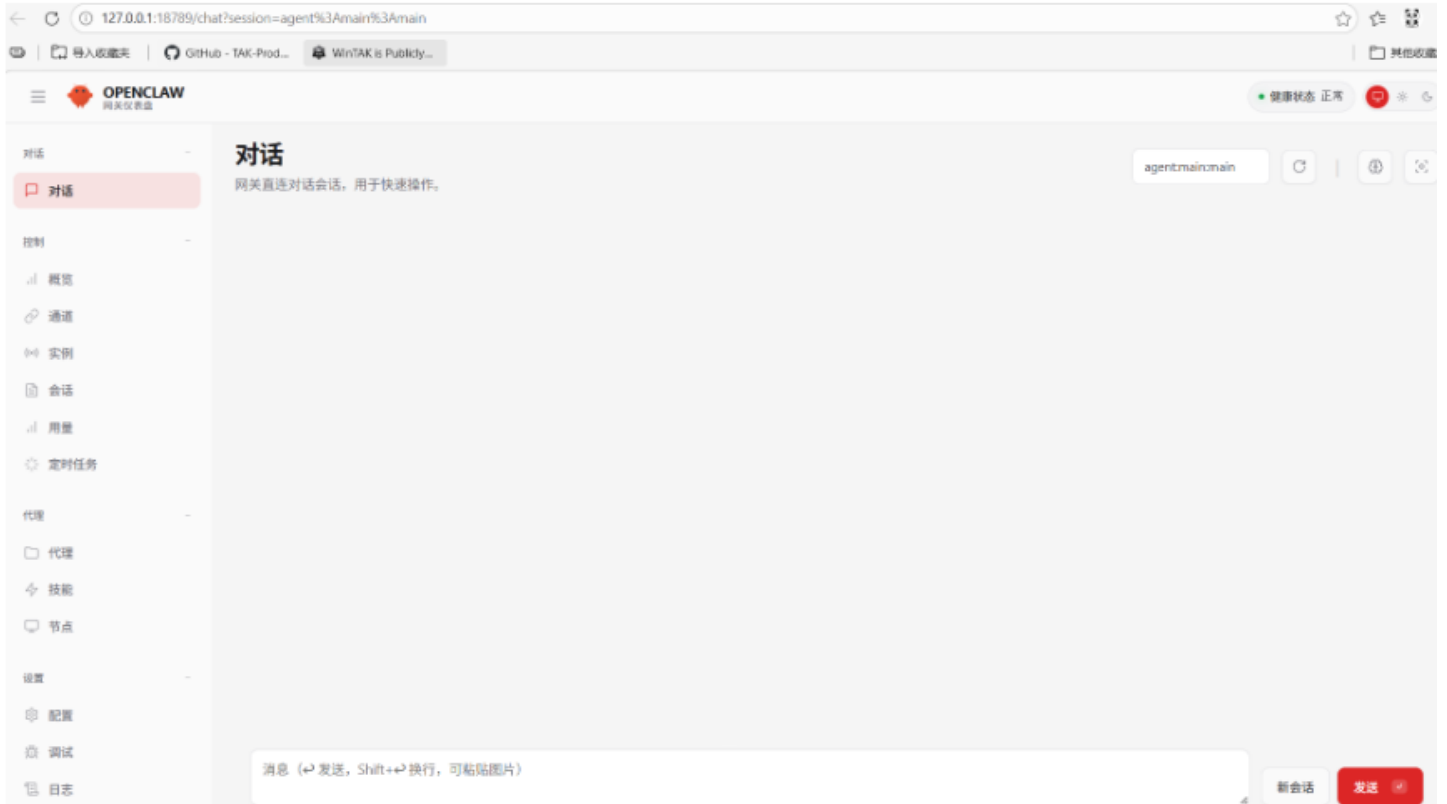 127.0.0.1:18789/chat?session=agent%3Amain%3Amain
导入收藏夹
GitHub - TAK-Prod...
WinTAK is Publicly...
其他收藏
OPENCLAW
网关仪表盘
健康状态 正常
对话
对话
控制
概览
通道
实例
会话
用量
定时任务
代理
代理
技能
节点
设置
配置
调试
日志
对话
网关直连对话会话，用于快速操作。
agent:main:main
消息（↩ 发送，Shift+↩ 换行，可粘贴图片）
新会话
发送